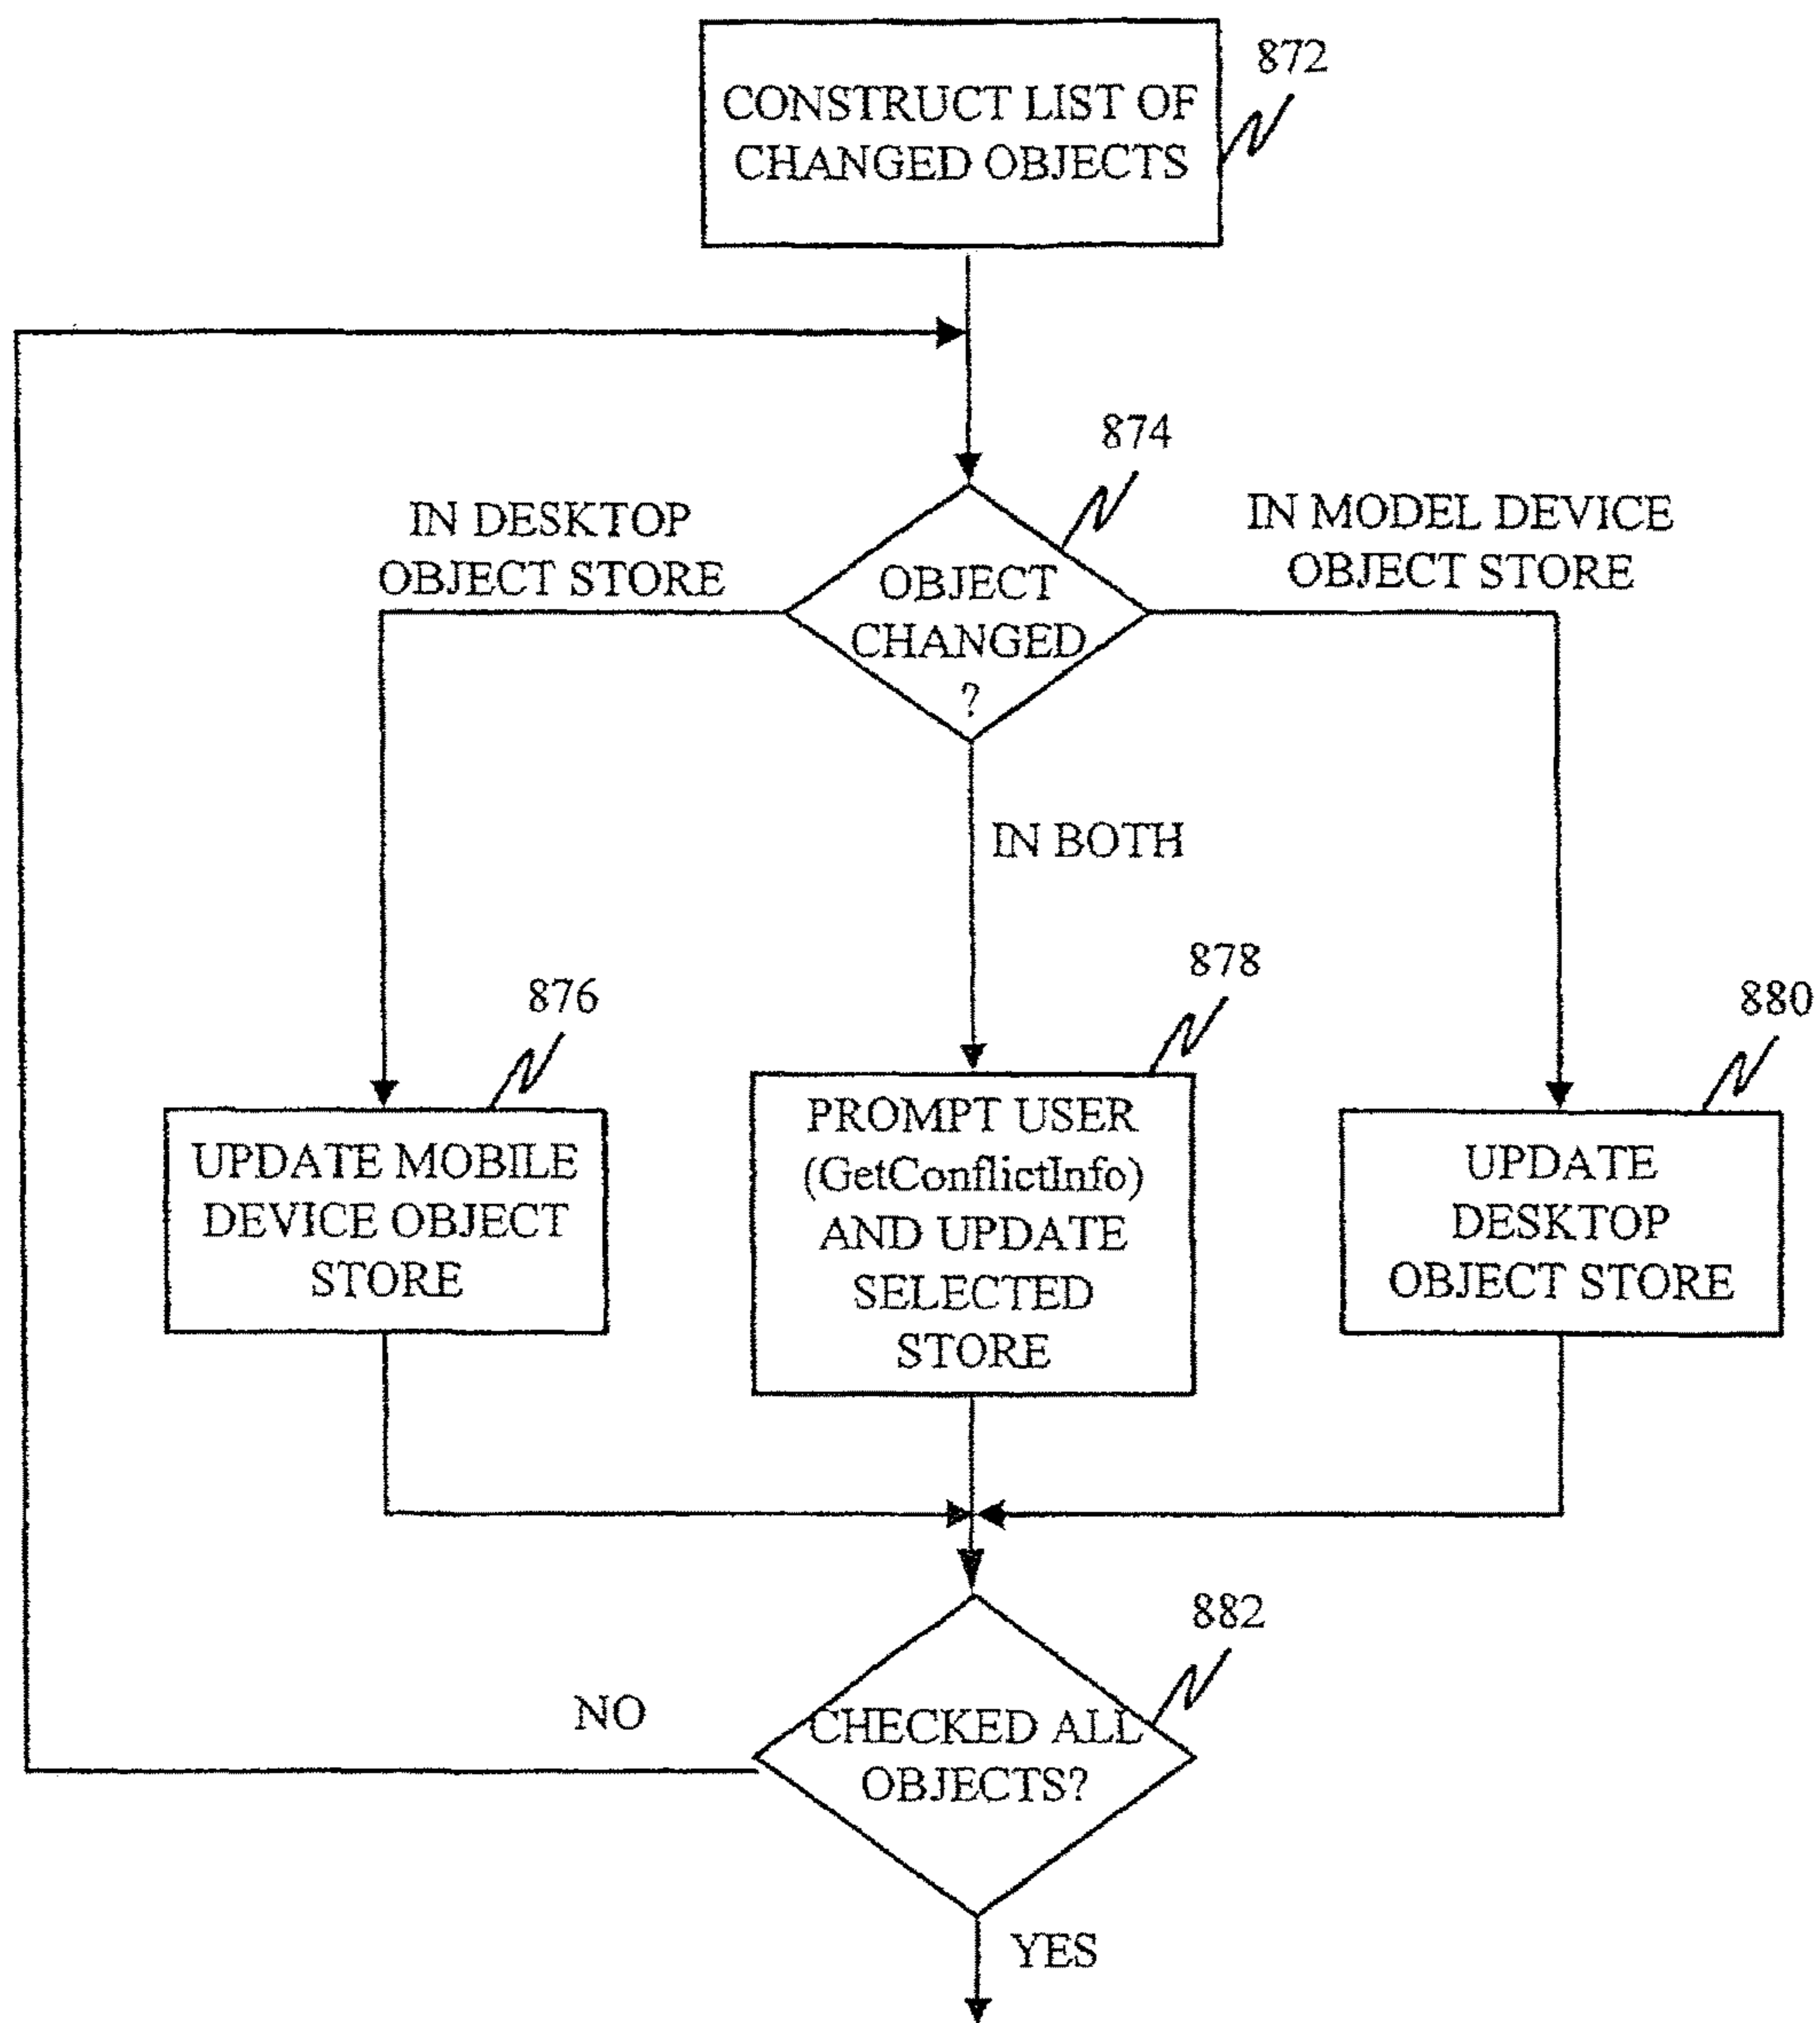 872
CONSTRUCT LIST OF
CHANGED OBJECTS
874
IN DESKTOP
OBJECT STORE
IN MODEL DEVICE
OBJECT STORE
OBJECT
CHANGED
?
IN BOTH
876
878
880
UPDATE MOBILE
DEVICE OBJECT
STORE
PROMPT USER
(GetConflictInfo)
AND UPDATE
SELECTED
STORE
UPDATE
DESKTOP
OBJECT STORE
882
NO
CHECKED ALL
OBJECTS?
YES